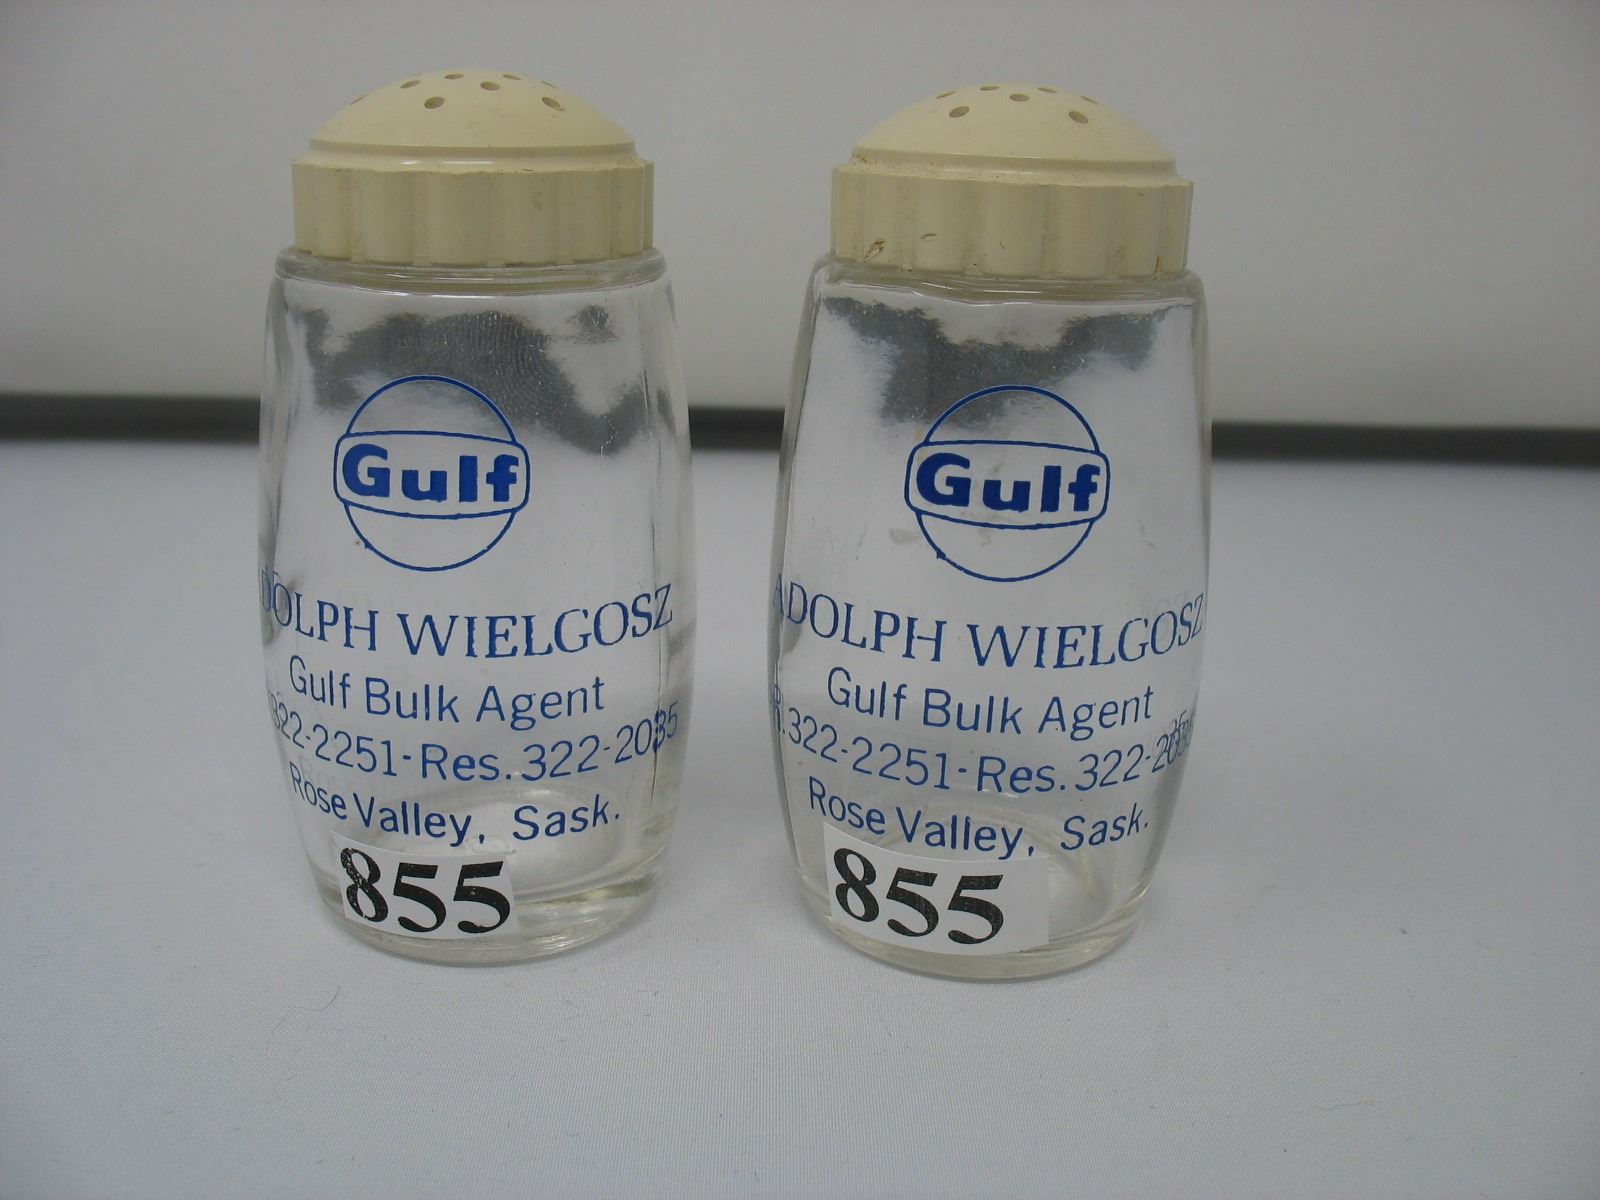 Gulf
DOLPH WIELGOSZ
Gulf Bulk Agent
322-2251-Res. 322-2035
Rose Valley, Sask.
855
Gulf
ADOLPH WIELGOSZ
Gulf Bulk Agent
.322-2251-Res. 322-
Rose Valley, Sask.
855